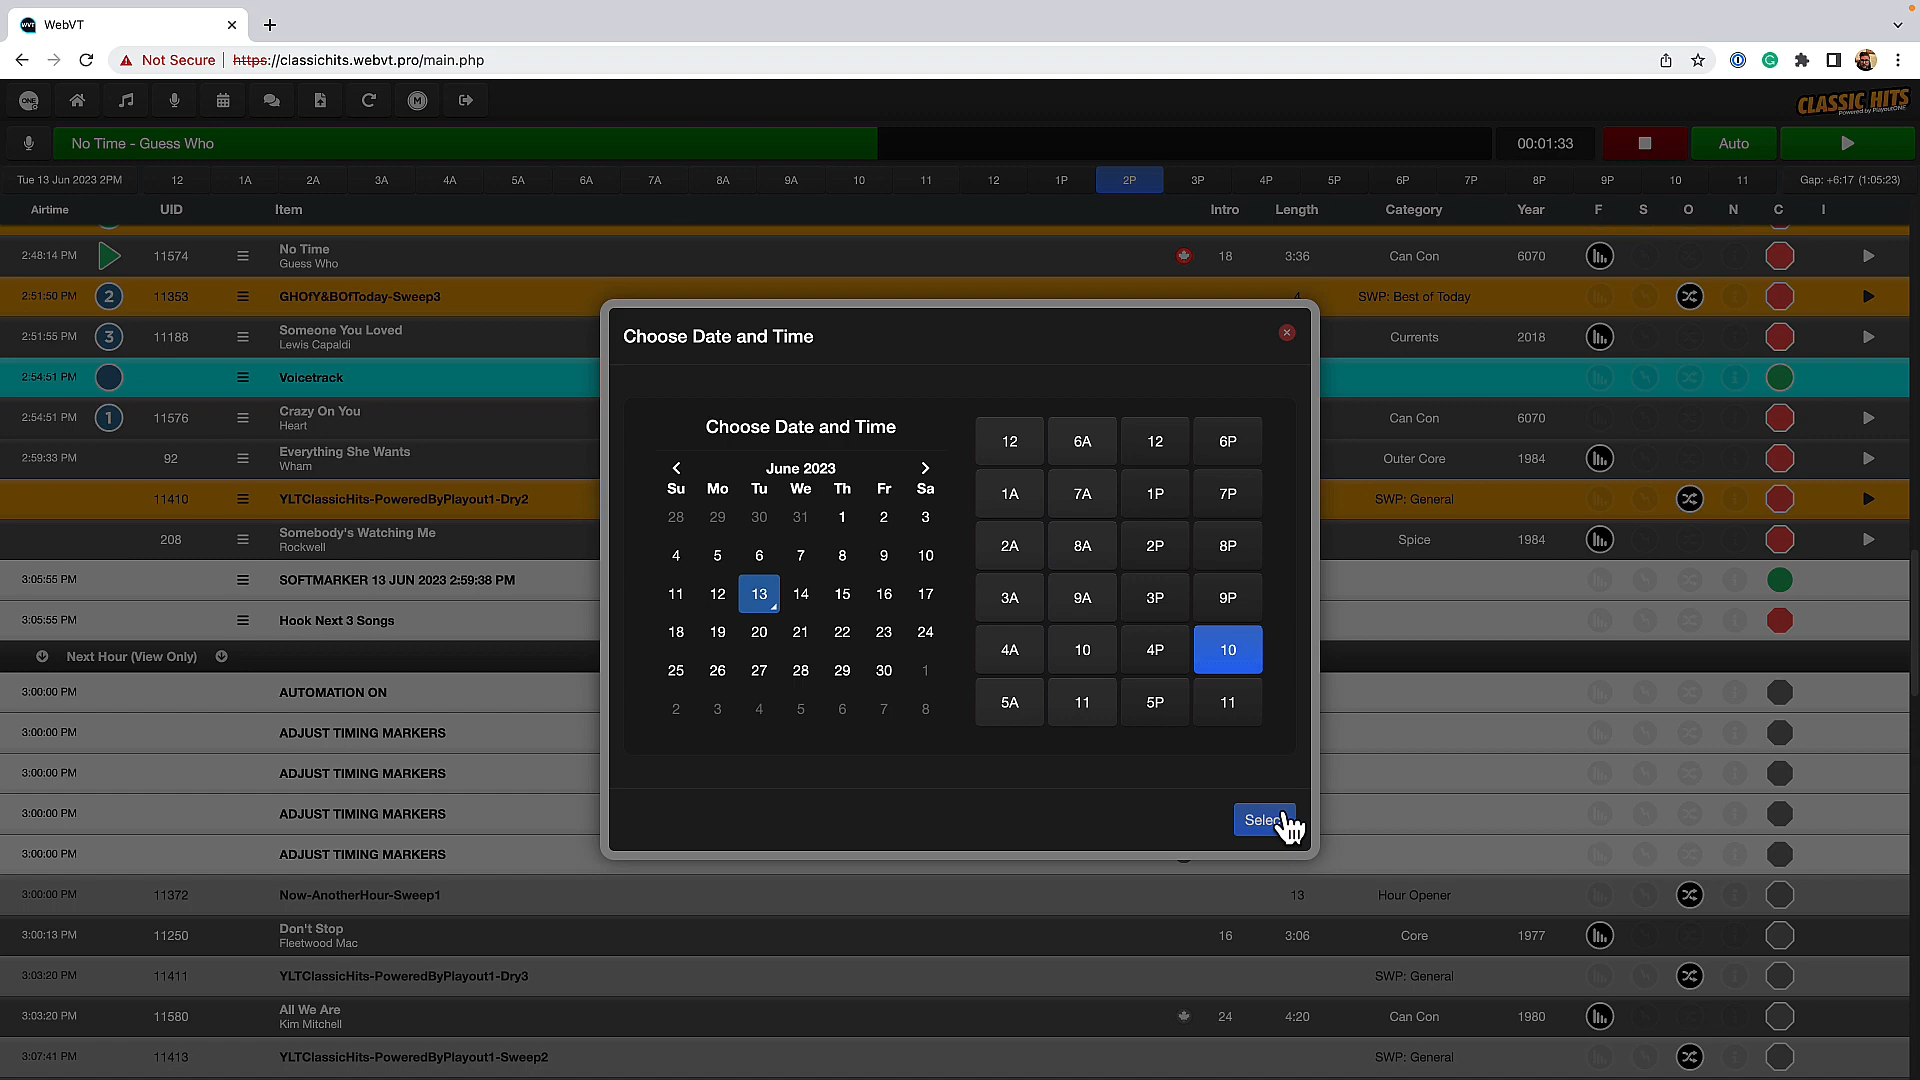 WebVT
Not Secure https://classichits.webvt.pro/main.php
CLASSIC HITS
Powered by PlayoutONE
No Time - Guess Who 00:01:33 Auto
Tue 13 Jun 2023 2PM 12 1A 2A 3A 4A 5A 6A 7A 8A 9A 10 11 12 1P 2P 3P 4P 5P 6P 7P 8P 9P 10 11 Gap: +6:17 (1:05:23)
Airtime UID Item Intro Length Category Year F S O N C I
2:48:14 PM 11574 No Time 18 3:36 Can Con 6070
Guess Who
2:51:50 PM 2 11353 GHOfY&BOfToday-Sweep3 4 SWP: Best of Today
2:51:55 PM 3 11188 Someone You Loved Currents 2018
Lewis Capaldi
2:54:51 PM Voicetrack
2:54:51 PM 1 11576 Crazy On You Can Con 6070
Heart
2:59:33 PM 92 Everything She Wants Outer Core 1984
Wham
11410 YLTClassicHits-PoweredByPlayout1-Dry2 SWP: General
208 Somebody's Watching Me Spice 1984
Rockwell
3:05:55 PM SOFTMARKER 13 JUN 2023 2:59:38 PM
3:05:55 PM Hook Next 3 Songs
Next Hour (View Only)
3:00:00 PM AUTOMATION ON
3:00:00 PM ADJUST TIMING MARKERS
3:00:00 PM ADJUST TIMING MARKERS
3:00:00 PM ADJUST TIMING MARKERS
3:00:00 PM ADJUST TIMING MARKERS
3:00:00 PM 11372 Now-AnotherHour-Sweep1 13 Hour Opener
3:00:13 PM 11250 Don't Stop 16 3:06 Core 1977
Fleetwood Mac
3:03:20 PM 11411 YLTClassicHits-PoweredByPlayout1-Dry3 SWP: General
3:03:20 PM 11580 All We Are 24 4:20 Can Con 1980
Kim Mitchell
3:07:41 PM 11413 YLTClassicHits-PoweredByPlayout1-Sweep2 SWP: General
Choose Date and Time
Choose Date and Time
June 2023
Su Mo Tu We Th Fr Sa
28 29 30 31 1 2 3
4 5 6 7 8 9 10
11 12 13 14 15 16 17
18 19 20 21 22 23 24
25 26 27 28 29 30 1
2 3 4 5 6 7 8
12 6A 12 6P
1A 7A 1P 7P
2A 8A 2P 8P
3A 9A 3P 9P
4A 10 4P 10
5A 11 5P 11
Selec